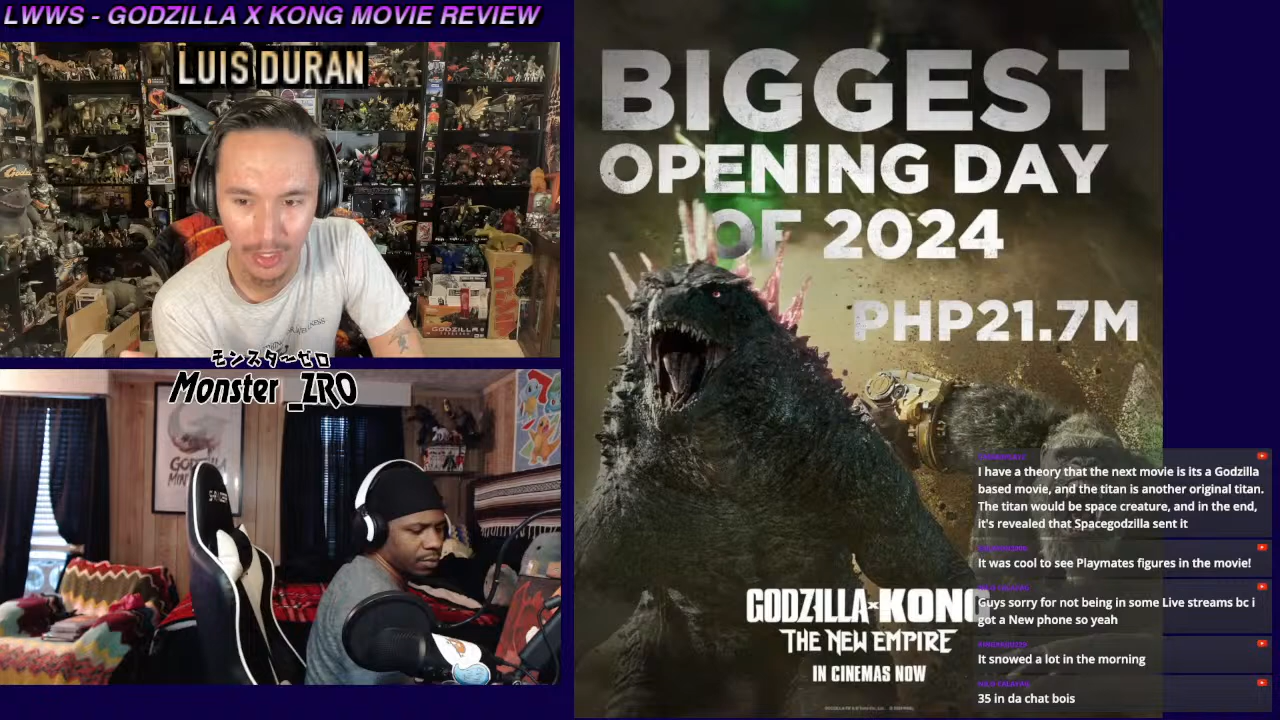 LWWS - GODZILLA X KONG MOVIE REVIEW
LUIS DURAN
モンスターゼロ
Monster _ZRO
BIGGEST
OPENING DAY
OF 2024
PHP21.7M
GODZILLA x KONG
THE NEW EMPIRE
IN CINEMAS NOW
I have a theory that the next movie is its a Godzilla
based movie, and the titan is another original titan.
The titan would be space creature, and in the end,
it's revealed that Spacegodzilla sent it
It was cool to see Playmates figures in the movie!
Guys sorry for not being in some Live streams bc i
got a New phone so yeah
It snowed a lot in the morning
35 in da chat bois